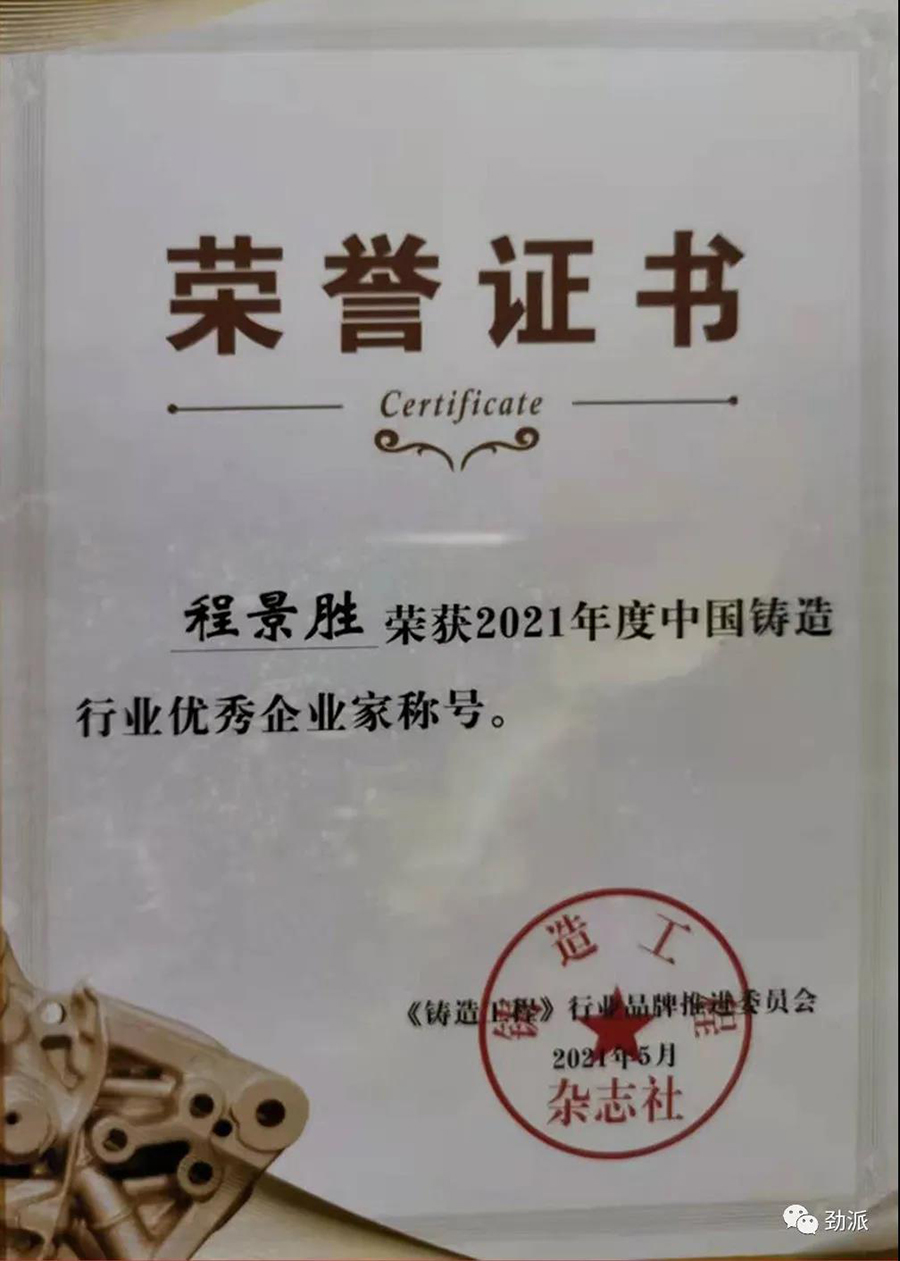 荣誉证书
Certificate
程景胜 荣获2021年度中国铸造
行业优秀企业家称号。
《铸造工程》行业品牌推进委员会
2021年5月
铸造工程
杂志社
劲派